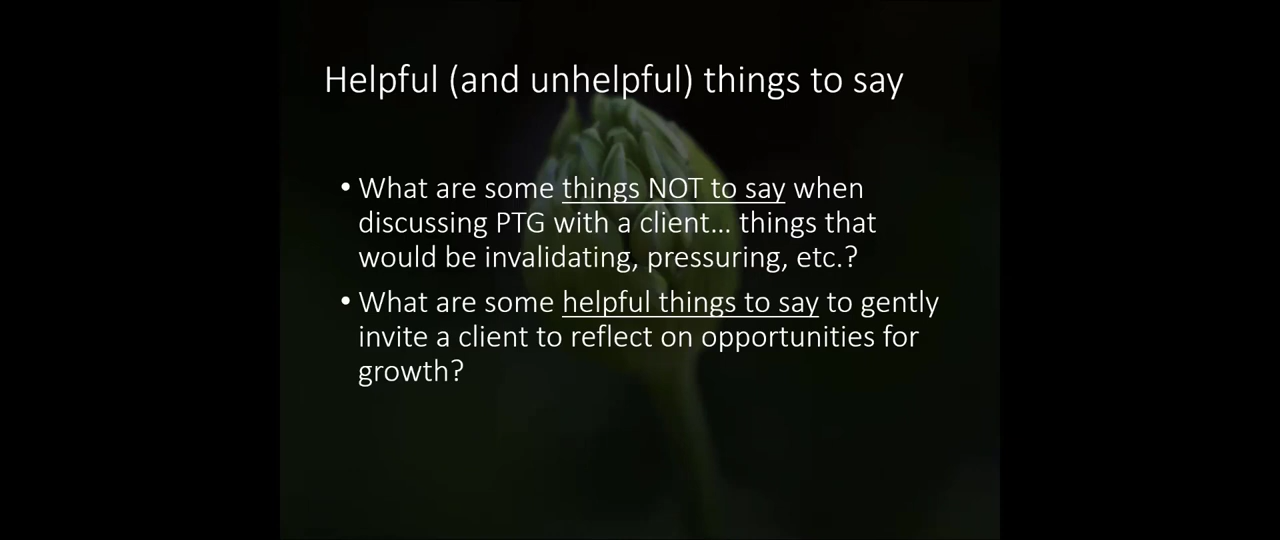 Helpful (and unhelpful) things to say
• What are some things NOT to say when
discussing PTG with a client... things that
would be invalidating, pressuring, etc.?
• What are some helpful things to say to gently
invite a client to reflect on opportunities for
growth?